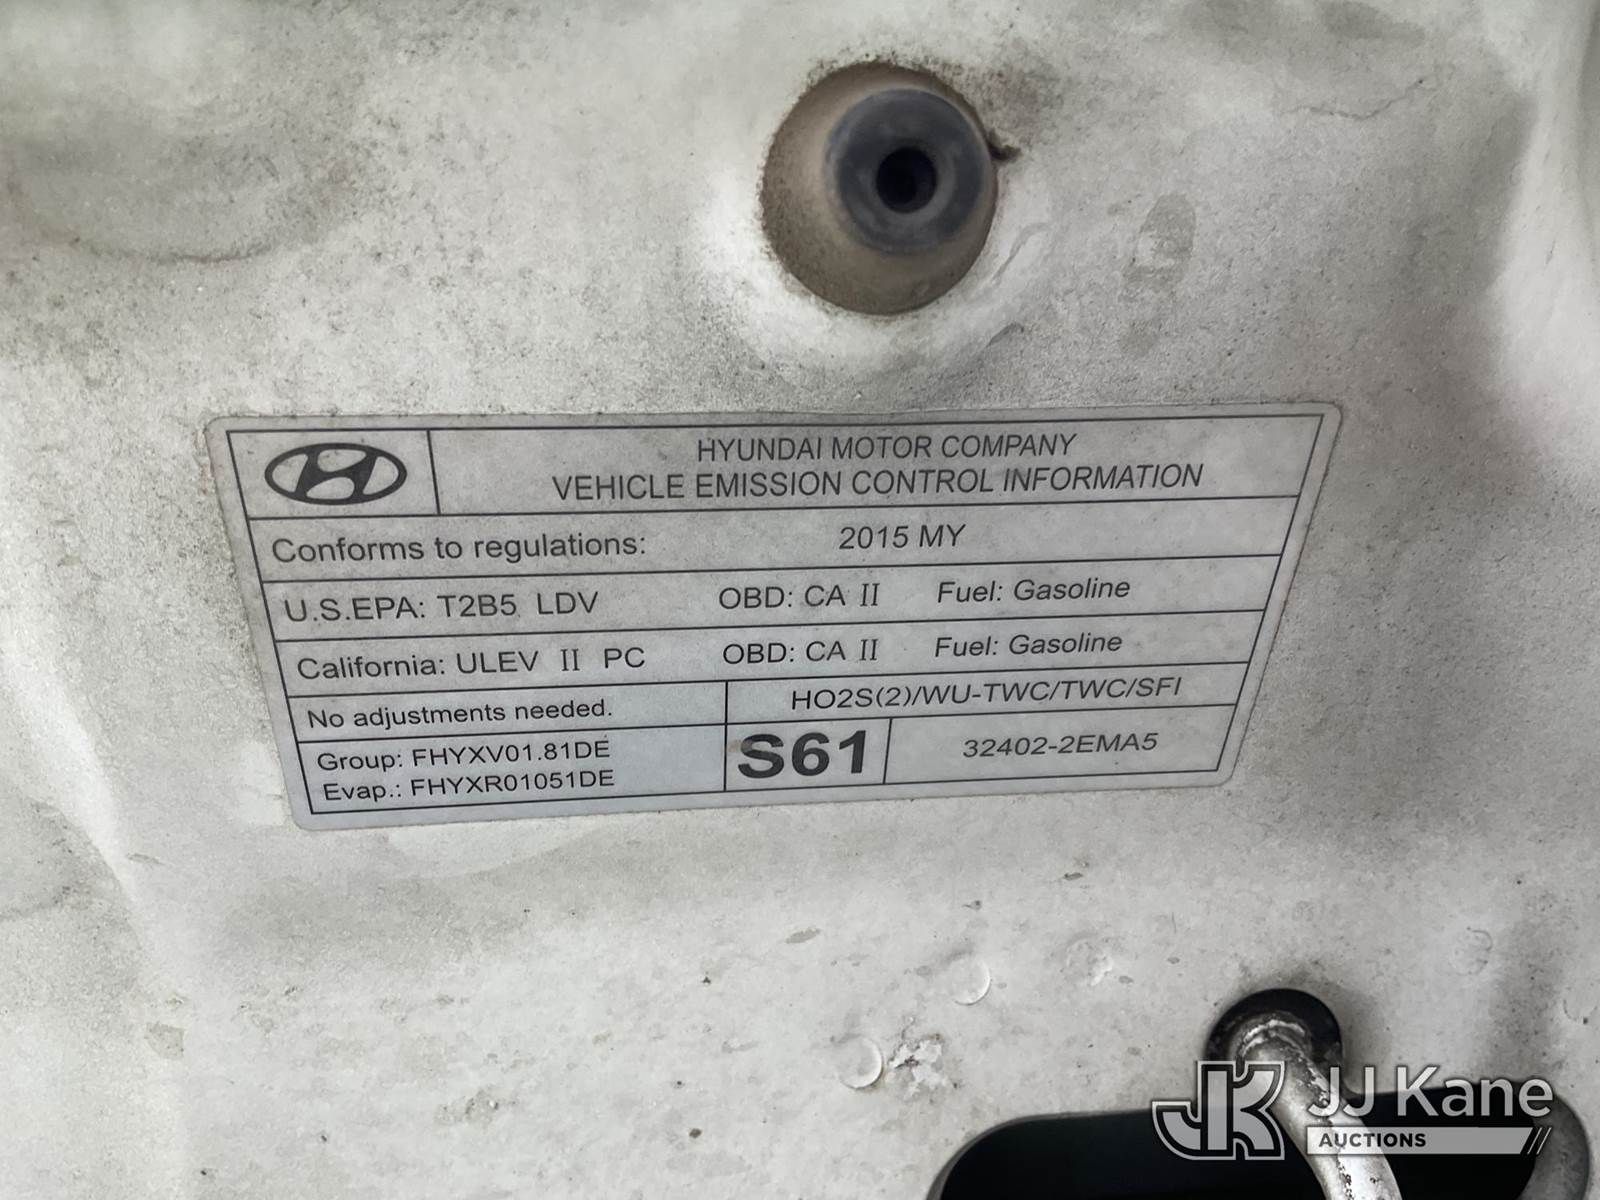 HYUNDAI MOTOR COMPANY
VEHICLE EMISSION CONTROL INFORMATION
Conforms to regulations: 2015 MY
U.S.EPA: T2B5 LDV OBD: CA II Fuel: Gasoline
California: ULEV II PC OBD: CA II Fuel: Gasoline
No adjustments needed. HO2S(2)/WU-TWC/TWC/SFI
Group: FHYXV01.81DE
Evap.: FHYXR01051DE
S61
32402-2EMA5
JK JJ Kane
AUCTIONS